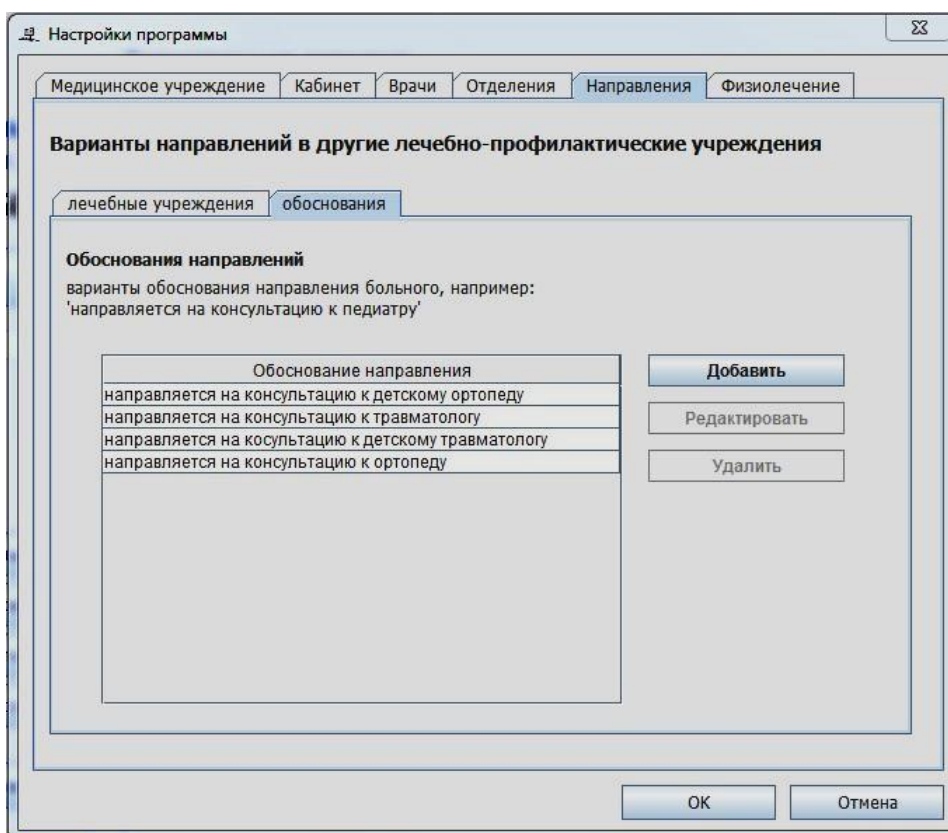 Настройки программы
Медицинское учреждение Кабинет Врачи Отделения Направления Физиолечение
Варианты направлений в другие лечебно-профилактические учреждения
лечебные учреждения обоснования
Обоснования направлений
варианты обоснования направления больного, например:
'направляется на консультацию к педиатру'
Обоснование направления
направляется на консультацию к детскому ортопеду
направляется на консультацию к травматологу
направляется на косультацию к детскому травматологу
направляется на консультацию к ортопеду
Добавить
Редактировать
Удалить
OK Отмена